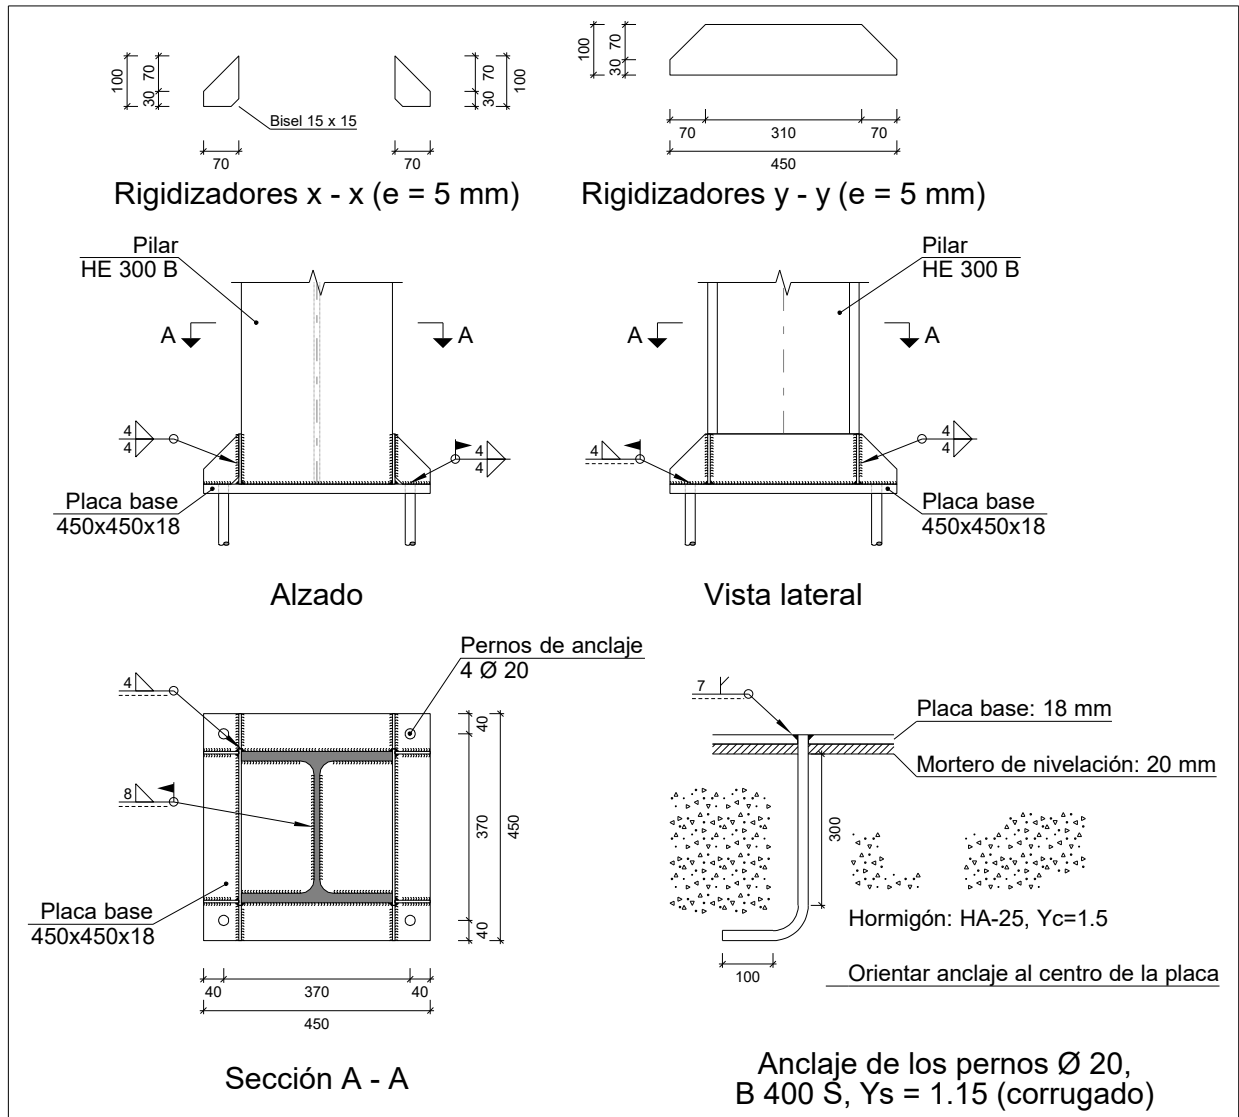 100
70
30
70
Bisel 15 x 15
70
70
30
100
Rigidizadores x - x (e = 5 mm)
100
70
30
70
310
70
450
Rigidizadores y - y (e = 5 mm)
Pilar
HE 300 B
A
A
4
4
4
4
Placa base
450x450x18
Alzado
Pilar
HE 300 B
A
A
4
4
4
Placa base
450x450x18
Vista lateral
Pernos de anclaje
4 Ø 20
4
8
Placa base
450x450x18
40
370
40
450
40
370
40
450
Sección A - A
7
Placa base: 18 mm
Mortero de nivelación: 20 mm
300
Hormigón: HA-25, Yc=1.5
100
Orientar anclaje al centro de la placa
Anclaje de los pernos Ø 20,
B 400 S, Ys = 1.15 (corrugado)